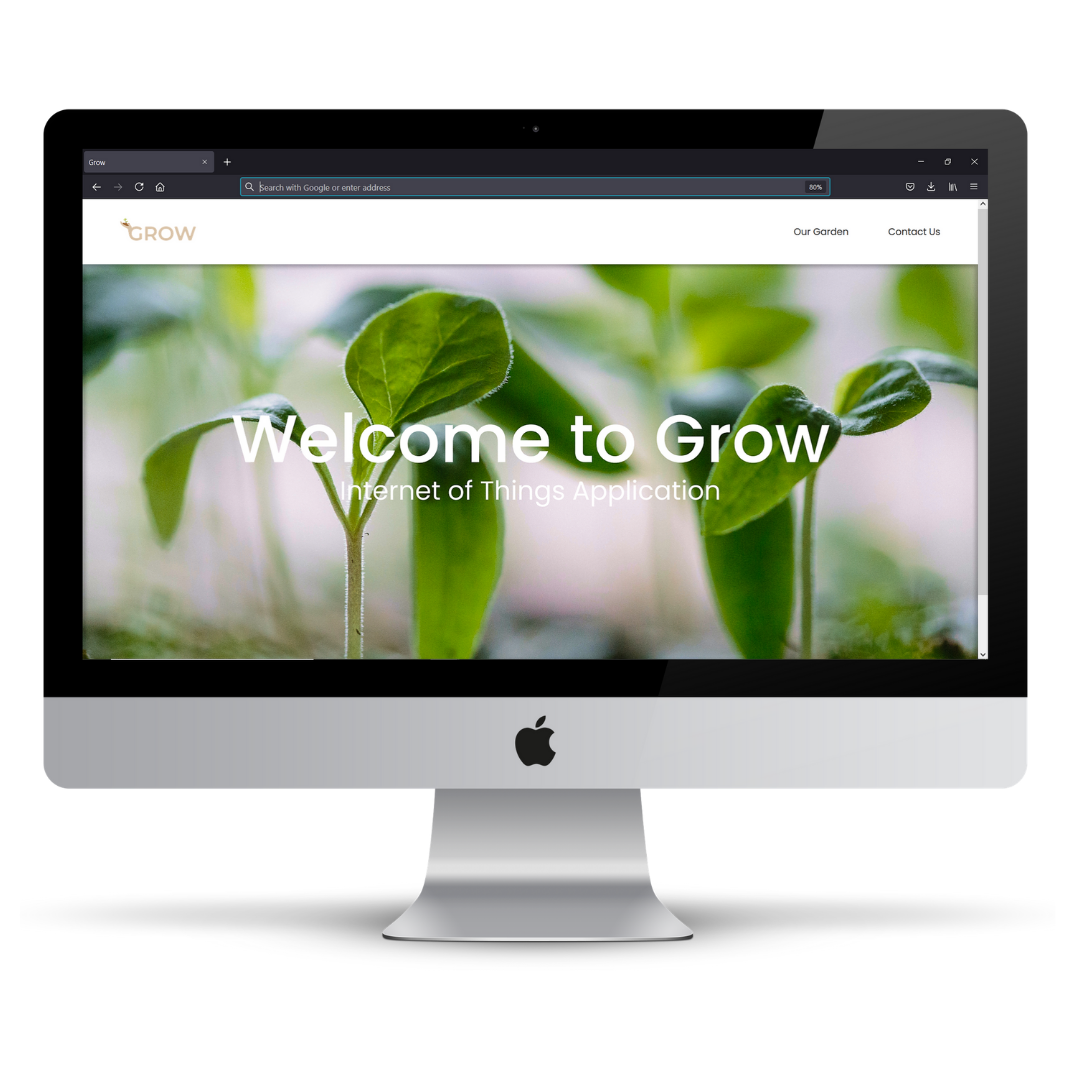 Grow
Search with Google or enter address
80%
GROW
Our Garden
Contact Us
Welcome to Grow
Internet of Things Application